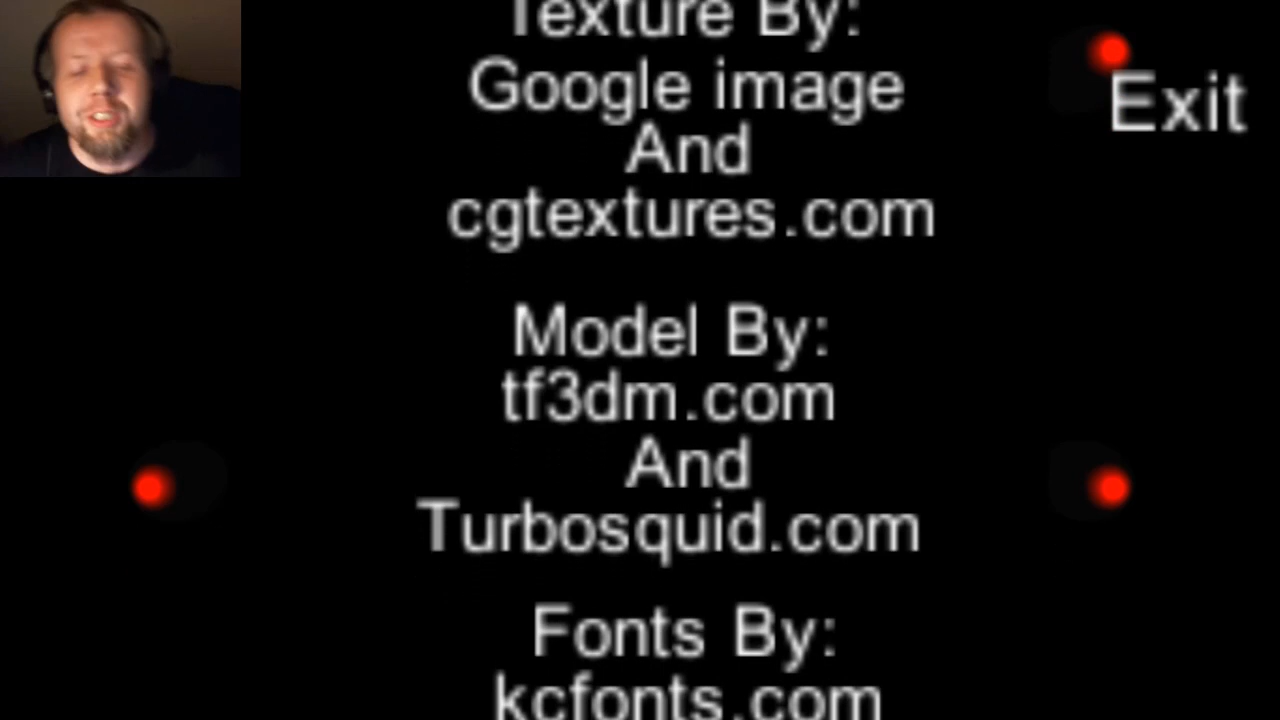 Texture By:
Google image
And
cgtextures.com
Exit
Model By:
tf3dm.com
And
Turbosquid.com
Fonts By:
kcfonts.com